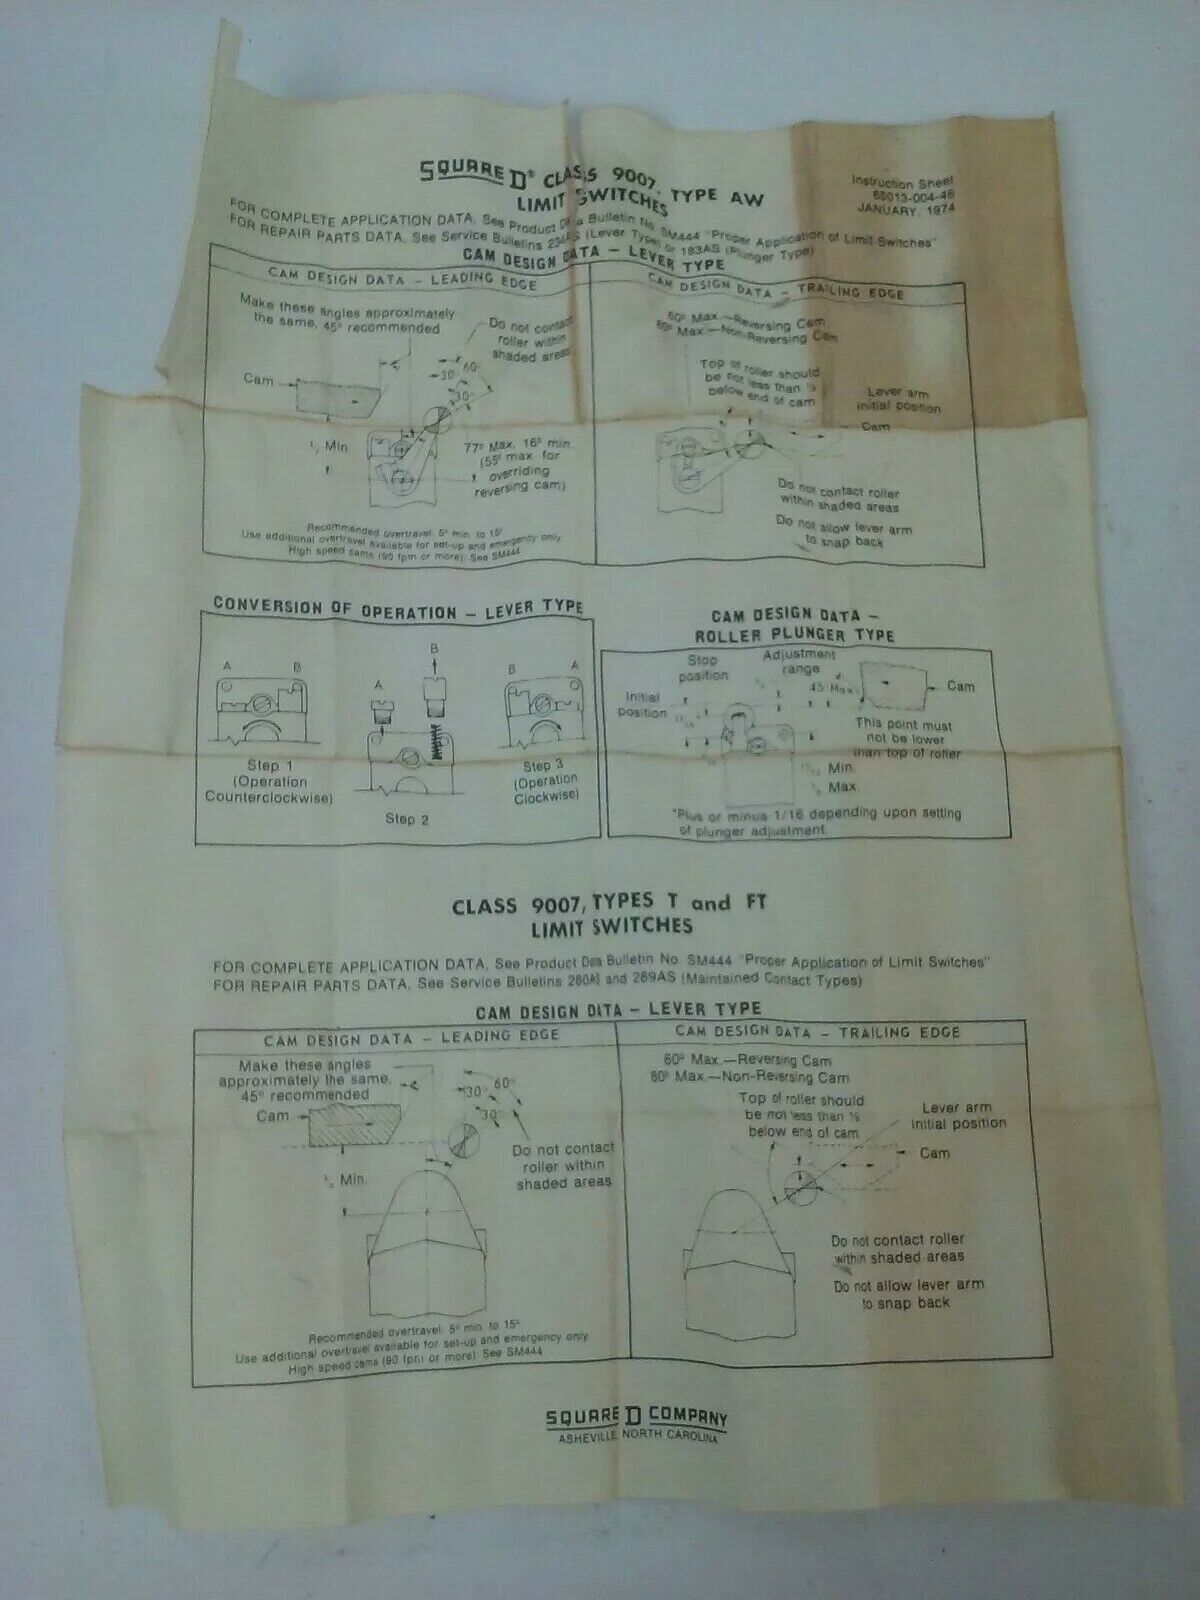 SQUARE D® CLASS 9007, TYPE AW
LIMIT SWITCHES
Instruction Sheet
65013-004-46
JANUARY, 1974
FOR COMPLETE APPLICATION DATA, See Product Data Bulletin No. SM444 "Proper Application of Limit Switches"
FOR REPAIR PARTS DATA, See Service Bulletins 234AS (Lever Type) or 183AS (Plunger Type)
CAM DESIGN DATA - LEVER TYPE
CAM DESIGN DATA - LEADING EDGE
Make these angles approximately
the same, 45° recommended
Do not contact
roller within
shaded areas
60°
30°
30°
Cam
Min
77° Max. 16° min.
(55° max. for
overriding
reversing cam)
Recommended overtravel: 5° min. to 15°
Use additional overtravel available for set-up and emergency only.
High speed cams (90 fpm or more): See SM444
CAM DESIGN DATA - TRAILING EDGE
60° Max.—Reversing Cam
80° Max.—Non-Reversing Cam
Top of roller should
be not less than
below end of cam
Lever arm
initial position
Cam
Do not contact roller
within shaded areas
Do not allow lever arm
to snap back
CONVERSION OF OPERATION - LEVER TYPE
A B
Step 1
(Operation
Counterclockwise)
A
B
Step 2
B A
Step 3
(Operation
Clockwise)
CAM DESIGN DATA -
ROLLER PLUNGER TYPE
Stop
position
Adjustment
range
Initial
position
45 Max.
Cam
This point must
not be lower
than top of roller
Min.
Max.
*Plus or minus 1/16 depending upon setting
of plunger adjustment.
CLASS 9007, TYPES T and FT
LIMIT SWITCHES
FOR COMPLETE APPLICATION DATA, See Product Data Bulletin No. SM444 "Proper Application of Limit Switches"
FOR REPAIR PARTS DATA, See Service Bulletins 280AS and 289AS (Maintained Contact Types)
CAM DESIGN DATA - LEVER TYPE
CAM DESIGN DATA - LEADING EDGE
Make these angles
approximately the same,
45° recommended
60°
30°
30°
Cam
Do not contact
roller within
shaded areas
Min.
Recommended overtravel: 5° min. to 15°
Use additional overtravel available for set-up and emergency only.
High speed cams (90 fpm or more): See SM444
CAM DESIGN DATA - TRAILING EDGE
60° Max.—Reversing Cam
80° Max.—Non-Reversing Cam
Top of roller should
be not less than 1/8
below end of cam
Lever arm
initial position
Cam
Do not contact roller
within shaded areas
Do not allow lever arm
to snap back
SQUARE D COMPANY
ASHEVILLE, NORTH CAROLINA